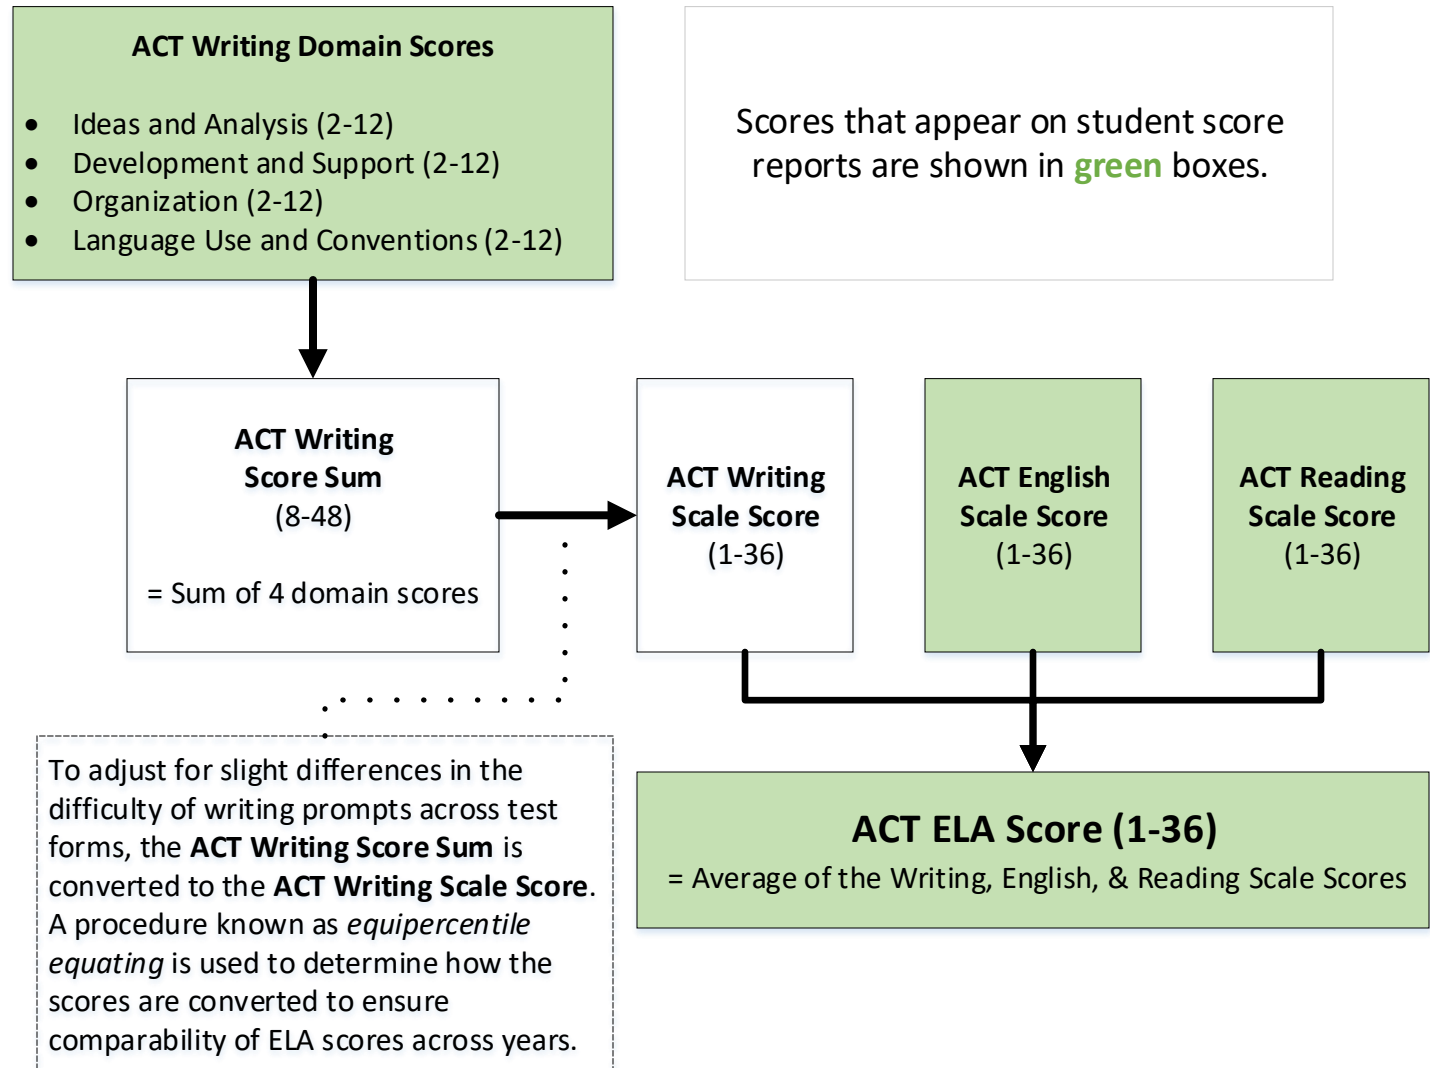 ACT Writing Domain Scores
• Ideas and Analysis (2-12)
• Development and Support (2-12)
• Organization (2-12)
• Language Use and Conventions (2-12)
Scores that appear on student score
reports are shown in green boxes.
ACT Writing
Score Sum
(8-48)
= Sum of 4 domain scores
ACT Writing
Scale Score
(1-36)
ACT English
Scale Score
(1-36)
ACT Reading
Scale Score
(1-36)
To adjust for slight differences in the
difficulty of writing prompts across test
forms, the ACT Writing Score Sum is
converted to the ACT Writing Scale Score.
A procedure known as equipercentile
equating is used to determine how the
scores are converted to ensure
comparability of ELA scores across years.
ACT ELA Score (1-36)
= Average of the Writing, English, & Reading Scale Scores